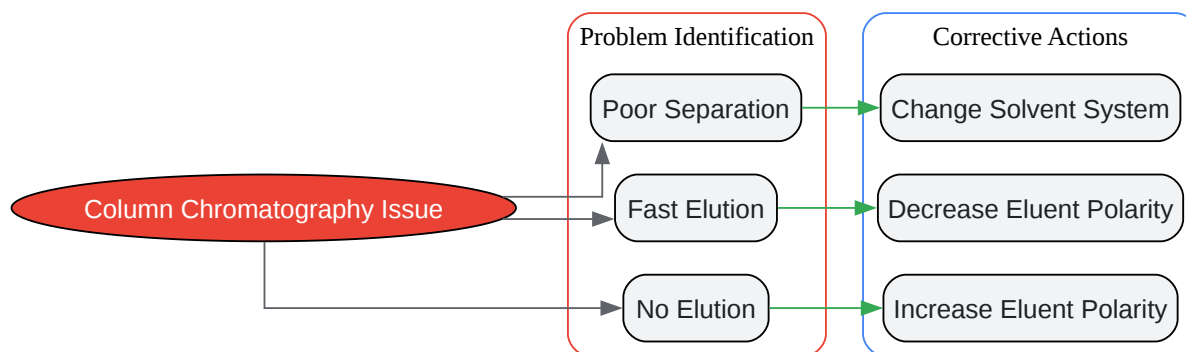 Problem Identification
Corrective Actions
Poor Separation
Change Solvent System
Column Chromatography Issue
Fast Elution
Decrease Eluent Polarity
No Elution
Increase Eluent Polarity